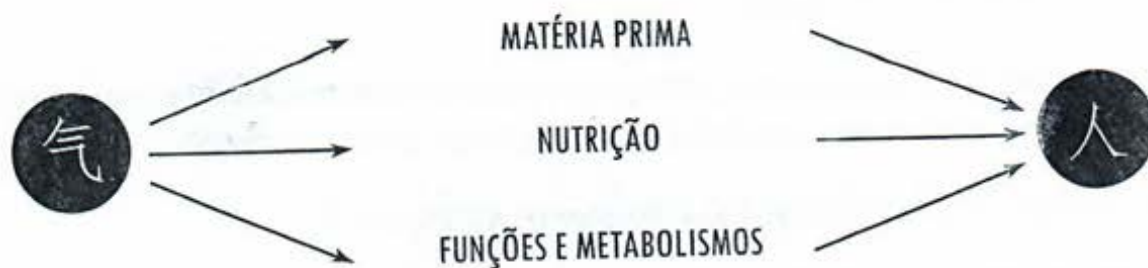 MATÉRIA PRIMA
气
NUTRIÇÃO
人
FUNÇÕES E METABOLISMOS